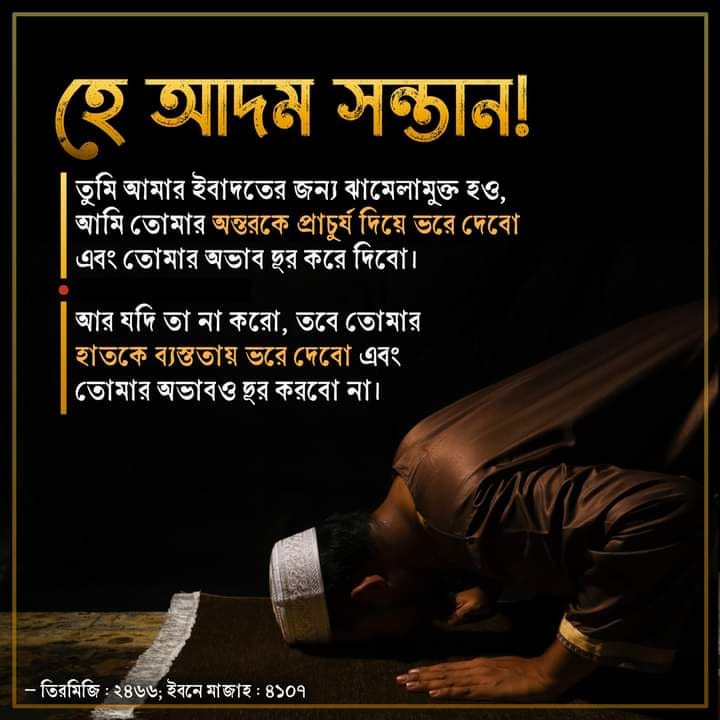 হে আদম সন্তান!
তুমি আমার ইবাদতের জন্য ঝামেলামুক্ত হও,
আমি তোমার অন্তরকে প্রাচুর্য দিয়ে ভরে দেবো
এবং তোমার অভাব দূর করে দিবো।
আর যদি তা না করো, তবে তোমার
হাতকে ব্যস্ততায় ভরে দেবো এবং
তোমার অভাবও দূর করবো না।
– তিরমিজি : ২৪৬৬; ইবনে মাজাহ : ৪১০৭